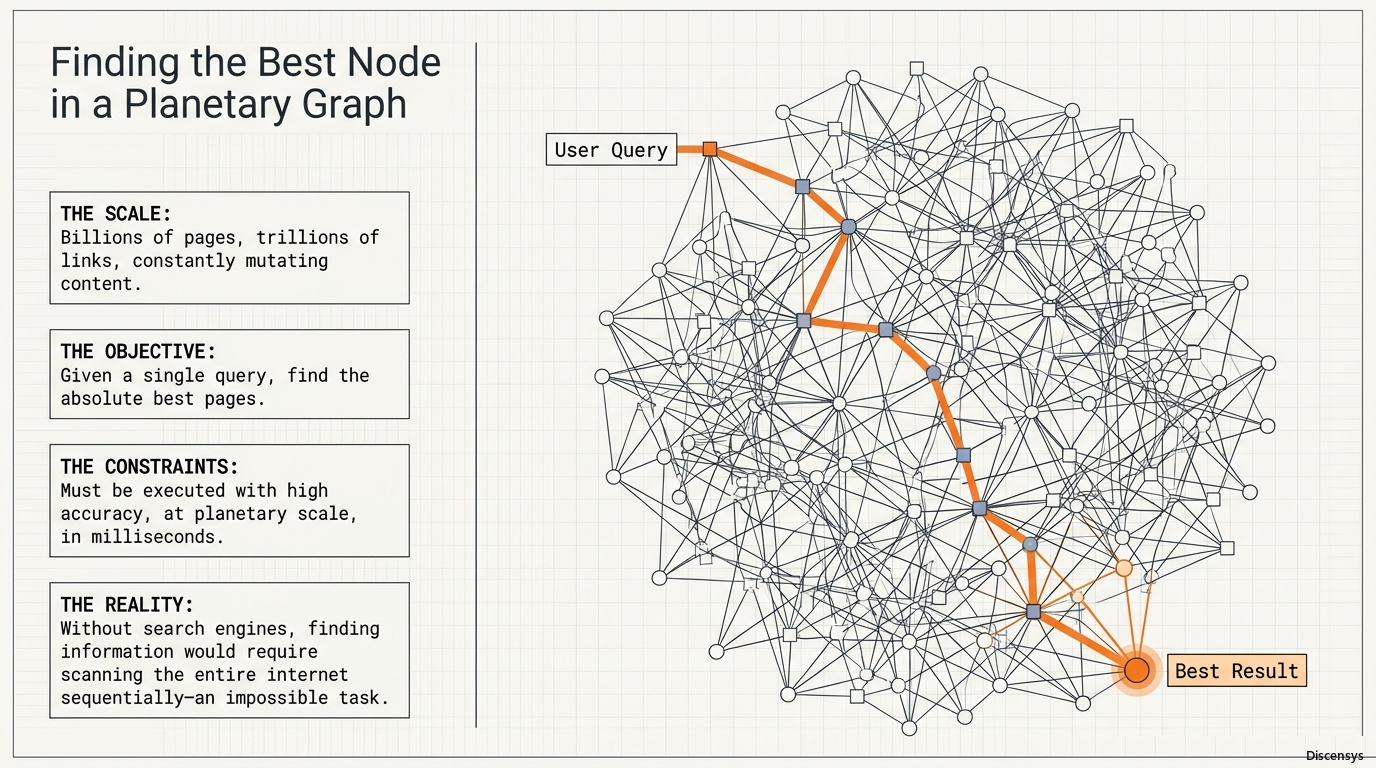 Finding the Best Node
in a Planetary Graph
THE SCALE:
Billions of pages, trillions of
links, constantly mutating
content.
THE OBJECTIVE:
Given a single query, find the
absolute best pages.
THE CONSTRAINTS:
Must be executed with high
accuracy, at planetary scale,
in milliseconds.
THE REALITY:
Without search engines, finding
information would require
scanning the entire internet
sequentially—an impossible task.
User Query
Best Result
Discensys